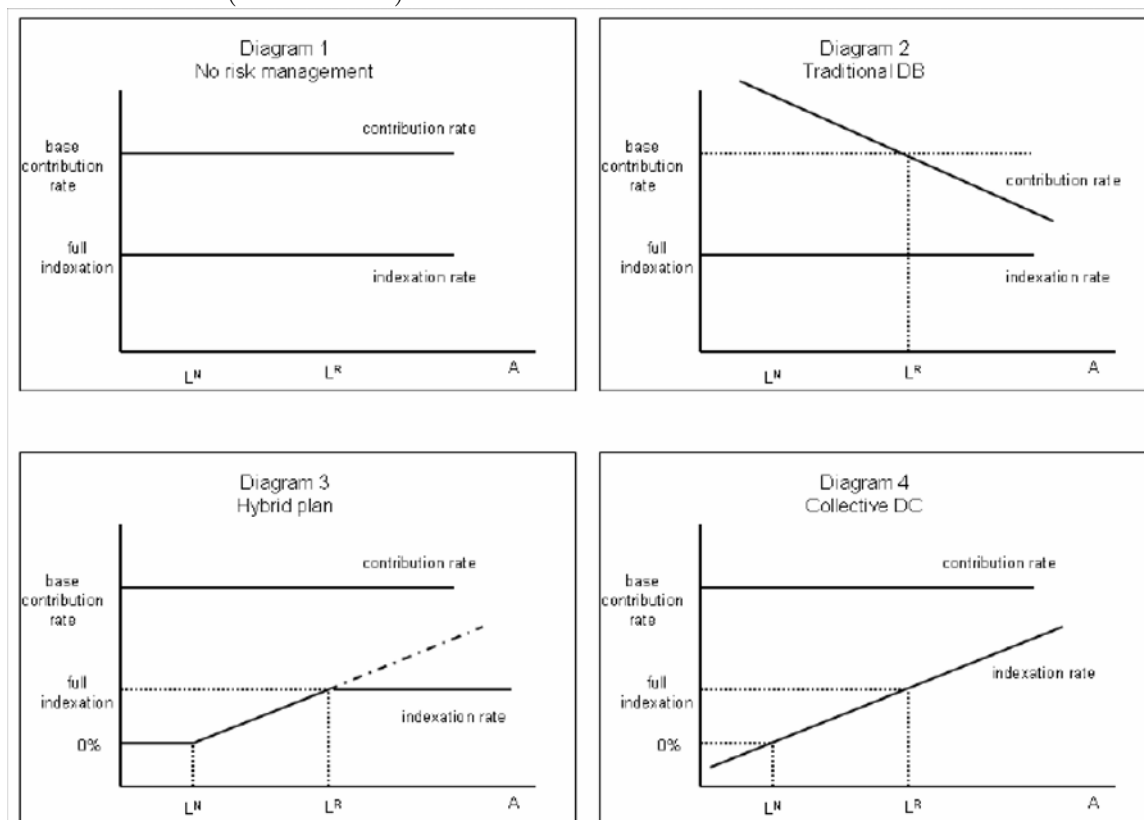 Diagram 1
No risk management
contribution rate
base
contribution
rate
full
indexation
indexation rate
L^N
L^R
A
Diagram 2
Traditional DB
base
contribution
rate
contribution rate
full
indexation
indexation rate
L^N
L^R
A
Diagram 3
Hybrid plan
contribution rate
base
contribution
rate
full
indexation
indexation rate
0%
L^N
L^R
A
Diagram 4
Collective DC
contribution rate
base
contribution
rate
indexation rate
full
indexation
0%
L^N
L^R
A